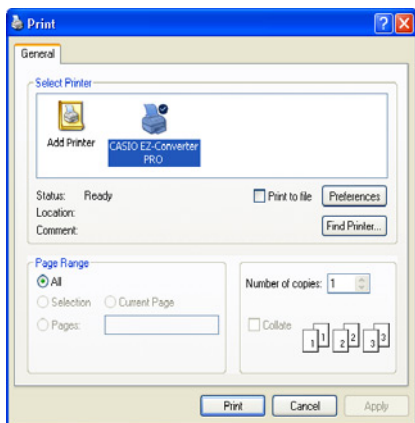 Print
General
Select Printer
Add Printer
CASIO EZ-Converter
PRO
Status: Ready
Location:
Comment:
Print to file
Preferences
Find Printer...
Page Range
All
Selection
Current Page
Pages:
Number of copies: 1
Collate
1 1 2 2 3 3
Print
Cancel
Apply